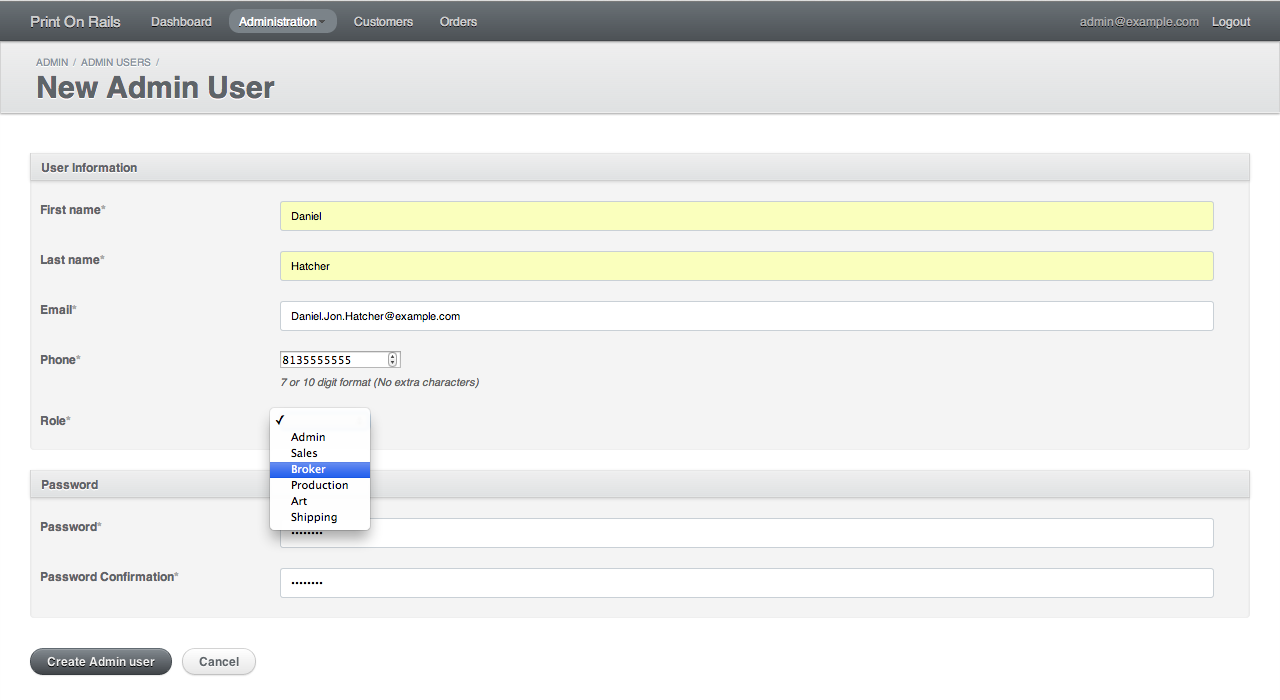 Print On Rails Dashboard Administration Customers Orders admin@example.com Logout
ADMIN / ADMIN USERS /
New Admin User
User Information
First name* Daniel
Last name* Hatcher
Email* Daniel.Jon.Hatcher@example.com
Phone* 8135555555
7 or 10 digit format (No extra characters)
Role* ✓
Admin
Sales
Broker
Production
Art
Shipping
Password
Password* ••••••••
Password Confirmation* ••••••••
Create Admin user Cancel